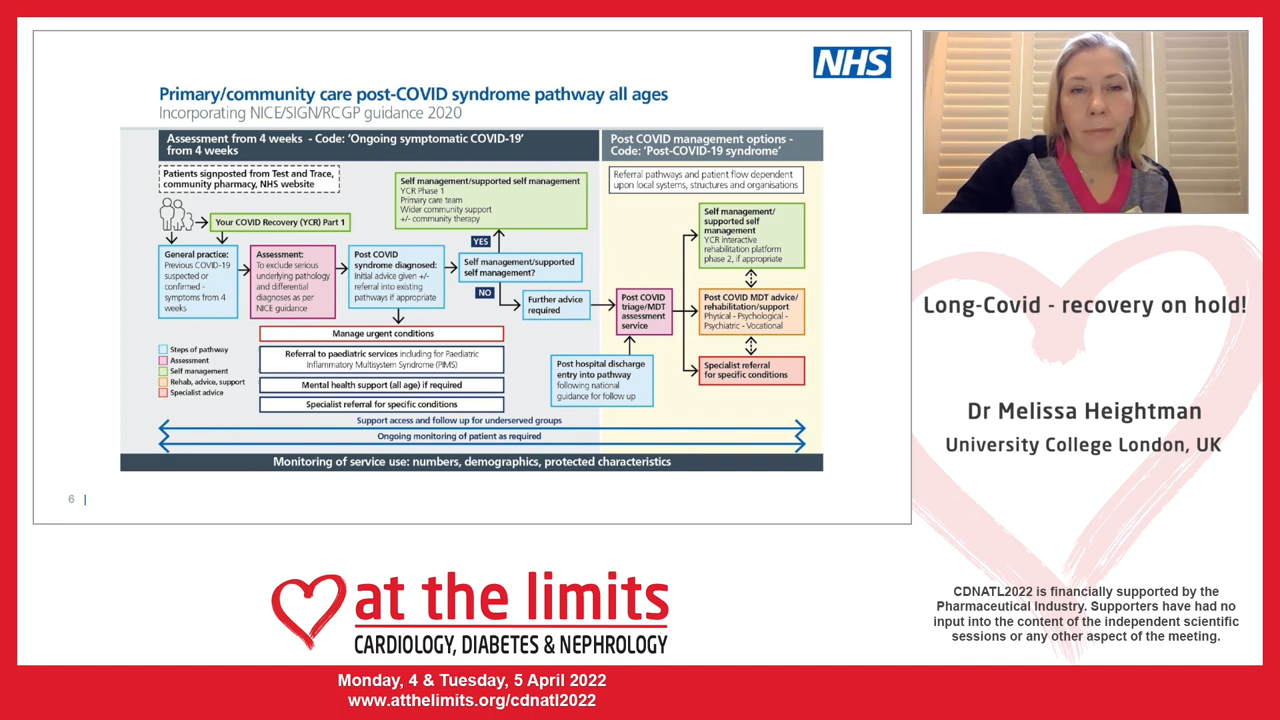 NHS
Primary/community care post-COVID syndrome pathway all ages
Incorporating NICE/SIGN/RCGP guidance 2020
Assessment from 4 weeks - Code: 'Ongoing symptomatic COVID-19'
from 4 weeks
Patients signposted from Test and Trace,
community pharmacy, NHS website
Your COVID Recovery (YCR) Part 1
Self management/supported self management
YCR Phase 1
Primary care team
Wider community support
+/- community therapy
General practice:
Previous COVID-19
suspected or
confirmed -
symptoms from 4
weeks
Assessment:
To exclude serious
underlying pathology
and differential
diagnoses as per
NICE guidance
Post COVID
syndrome diagnosed:
Initial advice given +/-
referral into existing
pathways if appropriate
YES
Self management/supported
self management?
NO
Further advice
required
Manage urgent conditions
Referral to paediatric services including for Paediatric
Inflammatory Multisystem Syndrome (PIMS)
Mental health support (all age) if required
Specialist referral for specific conditions
Steps of pathway
Assessment
Self management
Rehab, advice, support
Specialist advice
Post COVID management options -
Code: 'Post-COVID-19 syndrome'
Referral pathways and patient flow dependent
upon local systems, structures and organisations
Post COVID
triage/MDT
assessment
service
Post hospital discharge
entry into pathway
following national
guidance for follow up
Self management/
supported self
management
YCR interactive
rehabilitation platform
phase 2, if appropriate
Post COVID MDT advice/
rehabilitation/support
Physical - Psychological -
Psychiatric - Vocational
Specialist referral
for specific conditions
Support access and follow up for underserved groups
Ongoing monitoring of patient as required
Monitoring of service use: numbers, demographics, protected characteristics
6 |
Long-Covid - recovery on hold!
Dr Melissa Heightman
University College London, UK
CDNATL2022 is financially supported by the
Pharmaceutical Industry. Supporters have had no
input into the content of the independent scientific
sessions or any other aspect of the meeting.
at the limits
CARDIOLOGY, DIABETES & NEPHROLOGY
Monday, 4 & Tuesday, 5 April 2022
www.atthelimits.org/cdnatl2022